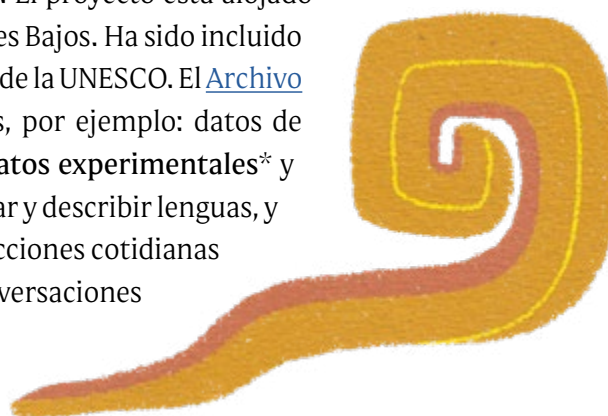 . El proyecto está alojado
es Bajos. Ha sido incluido
de la UNESCO. El Archivo
s, por ejemplo: datos de
atos experimentales* y
ar y describir lenguas, y
cciones cotidianas
versaciones